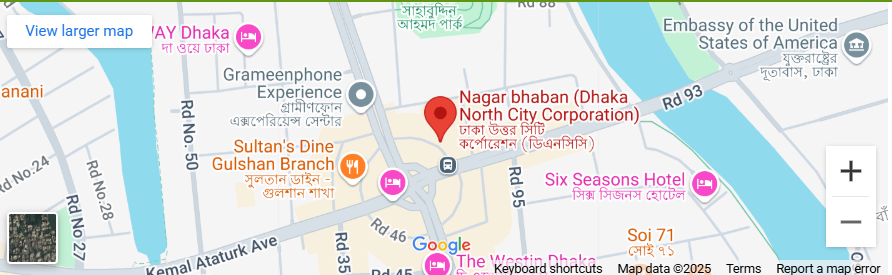 View larger map
সাহাবুদ্দিন
আহমদ পার্ক
Rd 88
WAY Dhaka
দা ওয়ে ঢাকা
Embassy of the United
States of America
যুক্তরাষ্ট্রের
দূতাবাস, ঢাকা
anani
Grameenphone
Experience
গ্রামীণফোন
এক্সপেরিয়েন্স সেন্টার
Nagar bhaban (Dhaka
North City Corporation)
ঢাকা উত্তর সিটি
কর্পোরেশন (ডিএনসিসি)
Rd 93
Rd No. 50
Sultan's Dine
Gulshan Branch
সুলতান ডাইন -
গুলশান শাখা
Rd No.24
Rd No.28
Rd No 27
Six Seasons Hotel
সিক্স সিজনস হোটেল
Rd 95
Rd 46
Rd 35
Rd 45
Kemal Ataturk Ave
Soi 71
সোই ৭১
Google
The Westin Dhaka
Keyboard shortcuts
Map data ©2025
Terms
Report a map error